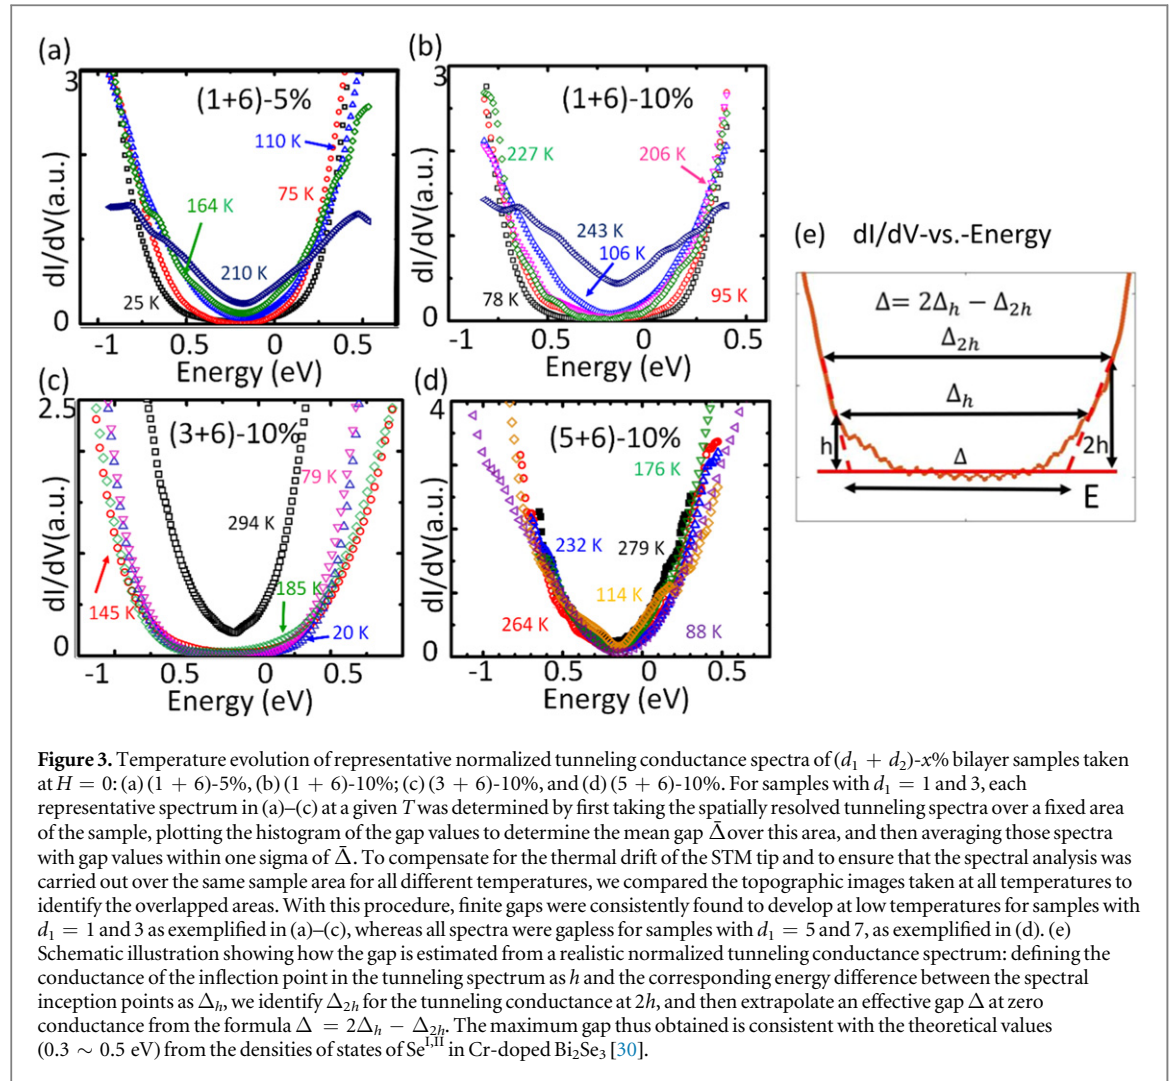 (a)
3
(1+6)-5%
110 K
75 K
164 K
210 K
25 K
0
dI/dV(a.u.)
-1 0.5 0 0.5
Energy (eV)
(b)
3
(1+6)-10%
227 K
206 K
243 K
106 K
78 K
95 K
0
dI/dV(a.u.)
-1 0.5 0 0.5
Energy (eV)
(c)
2.5
(3+6)-10%
79 K
294 K
185 K
145 K
20 K
0
dI/dV(a.u.)
-1 0.5 0 0.5
Energy (eV)
(d)
4
(5+6)-10%
176 K
232 K
279 K
114 K
264 K
88 K
0
dI/dV(a.u.)
-1 0.5 0 0.5
Energy (eV)
(e) dI/dV-vs.-Energy
Δ= 2Δh − Δ2h
Δ2h
Δh
h
Δ
2h
E
Figure 3. Temperature evolution of representative normalized tunneling conductance spectra of (d1 + d2)-x% bilayer samples taken
at H = 0: (a) (1 + 6)-5%, (b) (1 + 6)-10%; (c) (3 + 6)-10%, and (d) (5 + 6)-10%. For samples with d1 = 1 and 3, each
representative spectrum in (a)–(c) at a given T was determined by first taking the spatially resolved tunneling spectra over a fixed area
of the sample, plotting the histogram of the gap values to determine the mean gap Δ̄ over this area, and then averaging those spectra
with gap values within one sigma of Δ̄. To compensate for the thermal drift of the STM tip and to ensure that the spectral analysis was
carried out over the same sample area for all different temperatures, we compared the topographic images taken at all temperatures to
identify the overlapped areas. With this procedure, finite gaps were consistently found to develop at low temperatures for samples with
d1 = 1 and 3 as exemplified in (a)–(c), whereas all spectra were gapless for samples with d1 = 5 and 7, as exemplified in (d). (e)
Schematic illustration showing how the gap is estimated from a realistic normalized tunneling conductance spectrum: defining the
conductance of the inflection point in the tunneling spectrum as h and the corresponding energy difference between the spectral
inception points as Δh, we identify Δ2h for the tunneling conductance at 2h, and then extrapolate an effective gap Δ at zero
conductance from the formula Δ = 2Δh − Δ2h. The maximum gap thus obtained is consistent with the theoretical values
(0.3 ~ 0.5 eV) from the densities of states of SeI,II in Cr-doped Bi2Se3 [30].